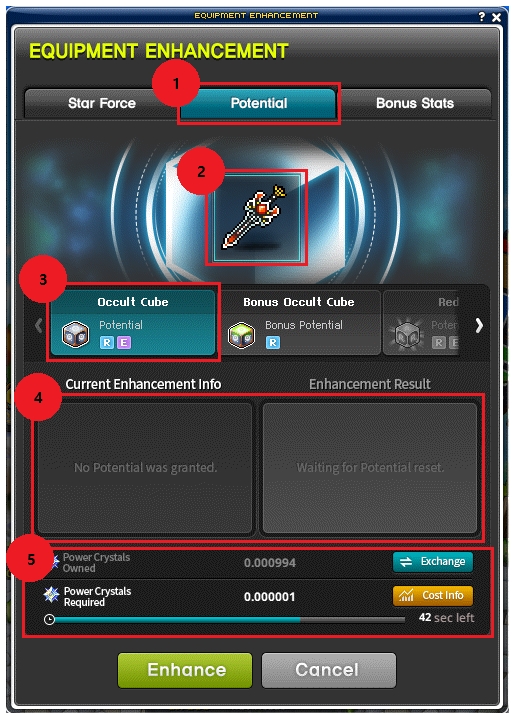 EQUIPMENT ENHANCEMENT
EQUIPMENT ENHANCEMENT
1
Star Force
Potential
Bonus Stats
2
3
Occult Cube
Potential
R E
Bonus Occult Cube
Bonus Potential
R
Red
Poten
R E
4
Current Enhancement Info
Enhancement Result
No Potential was granted.
Waiting for Potential reset.
5
Power Crystals
Owned
0.000994
Exchange
Power Crystals
Required
0.000001
Cost Info
42 sec left
Enhance
Cancel